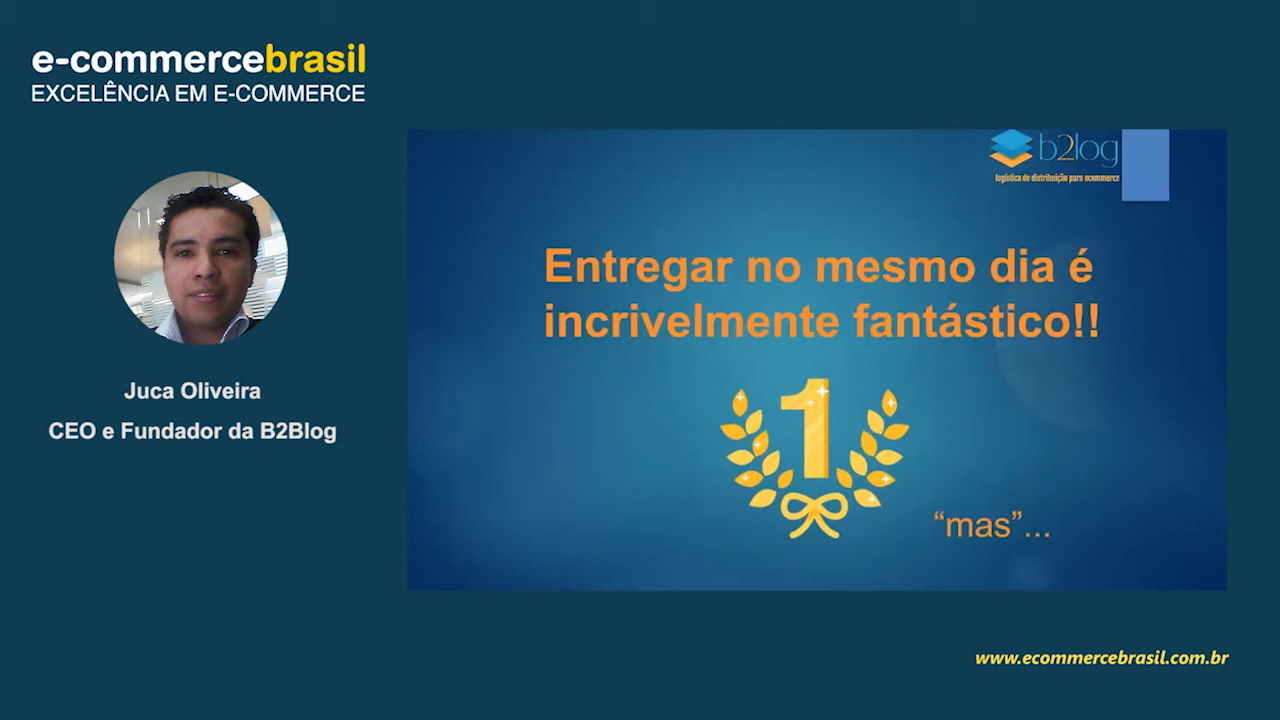 e-commercebrasil
EXCELÊNCIA EM E-COMMERCE
Juca Oliveira
CEO e Fundador da B2Blog
b2log
logística de distribuição para ecommerce
Entregar no mesmo dia é
incrivelmente fantástico!!
1
“mas”...
www.ecommercebrasil.com.br